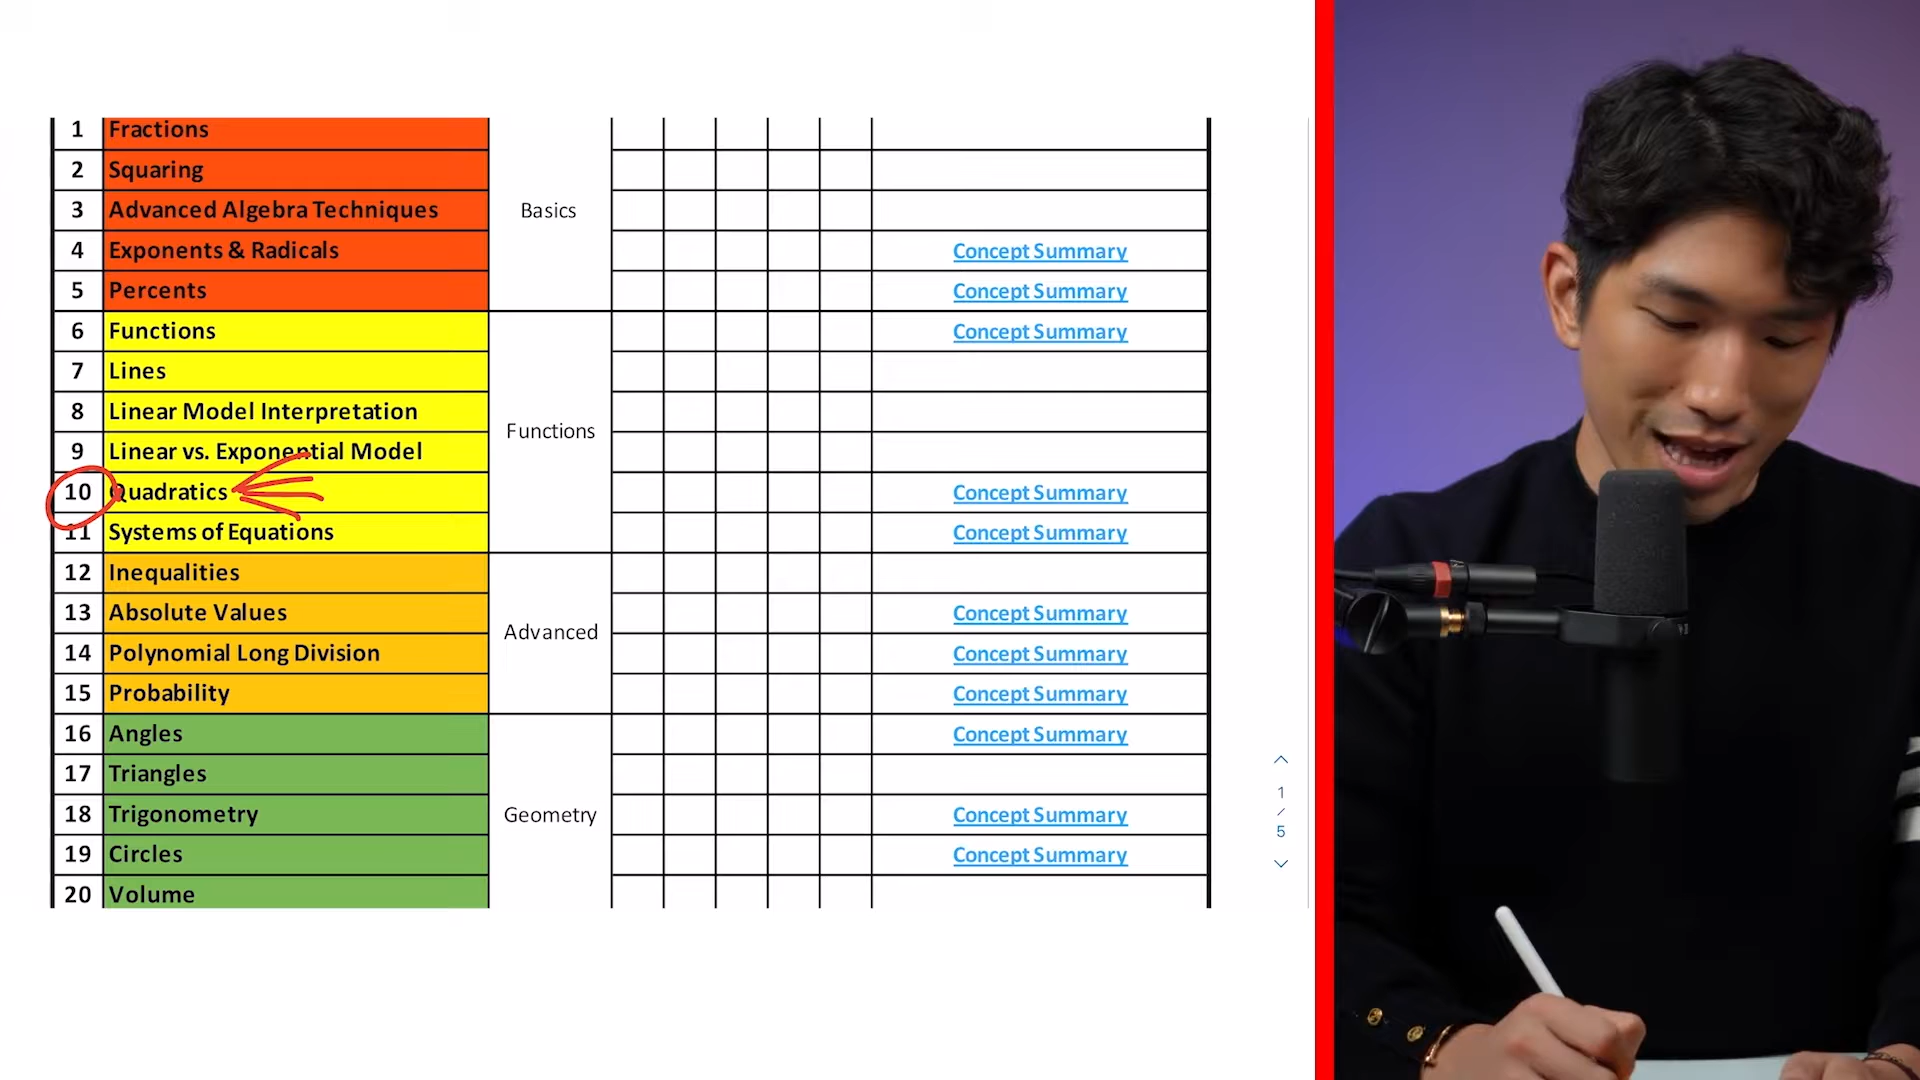 1 Fractions
2 Squaring
3 Advanced Algebra Techniques Basics
4 Exponents & Radicals Concept Summary
5 Percents Concept Summary
6 Functions Concept Summary
7 Lines
8 Linear Model Interpretation Functions
9 Linear vs. Exponential Model
10 Quadratics Concept Summary
11 Systems of Equations Concept Summary
12 Inequalities
13 Absolute Values Advanced Concept Summary
14 Polynomial Long Division Concept Summary
15 Probability Concept Summary
16 Angles Concept Summary
17 Triangles
18 Trigonometry Geometry Concept Summary
19 Circles Concept Summary
20 Volume
1
/
5